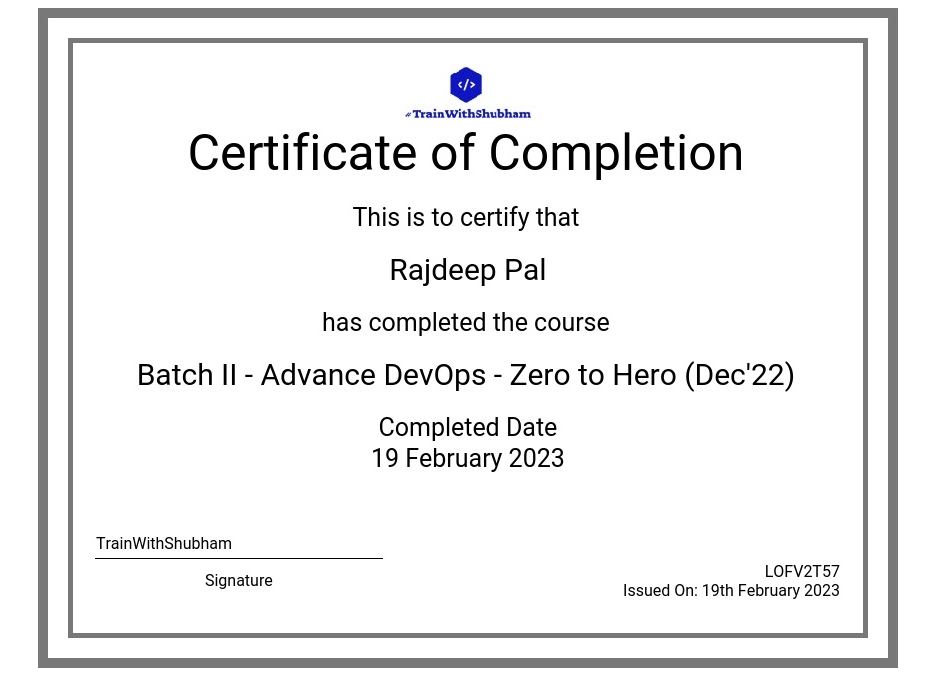 </>
#TrainWithShubham
Certificate of Completion
This is to certify that
Rajdeep Pal
has completed the course
Batch II - Advance DevOps - Zero to Hero (Dec'22)
Completed Date
19 February 2023
TrainWithShubham
Signature
LOFV2T57
Issued On: 19th February 2023